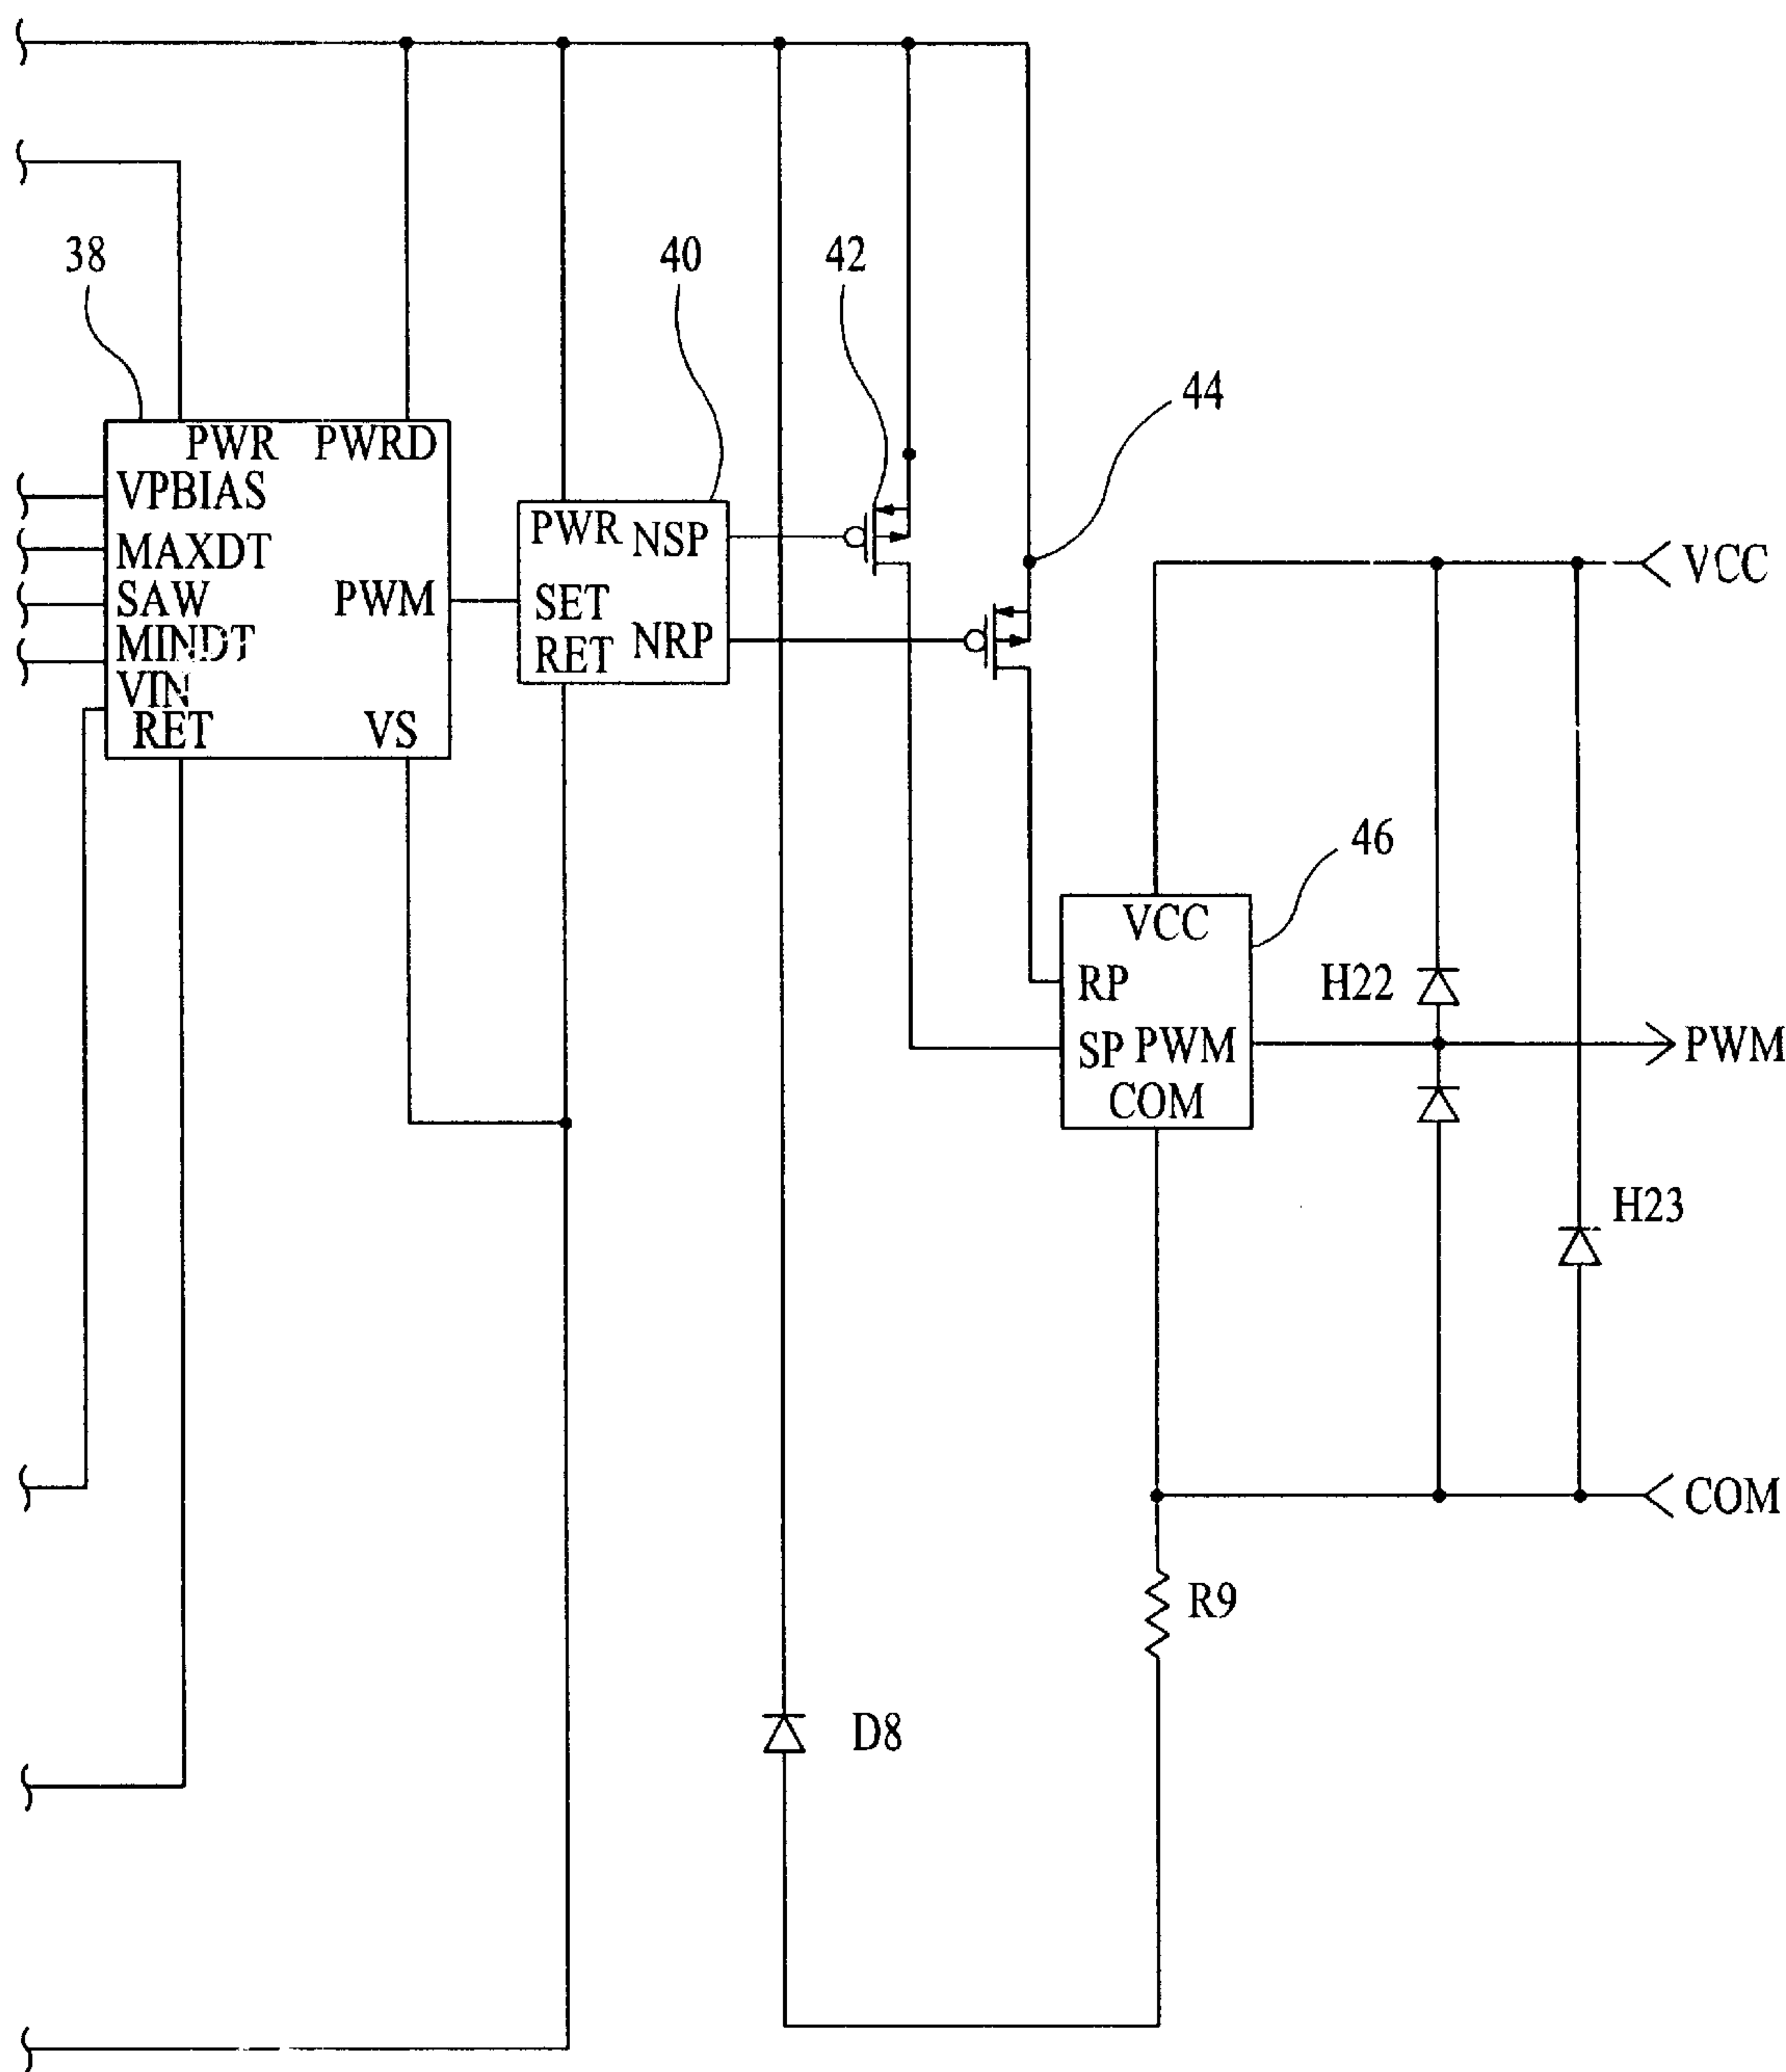 38
40
42
44
PWR PWRD
VPBIAS
MAXDT
SAW PWM
MINDT
VIN
RET VS
PWR NSP
SET
RET NRP
VCC
46
VCC
RP
SP PWM
COM
H22
PWM
H23
COM
R9
D8